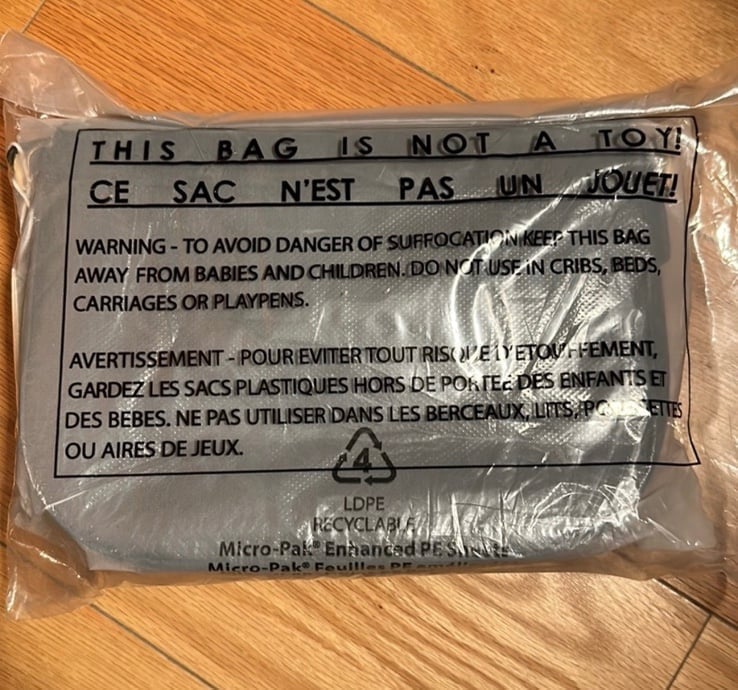 THIS BAG IS NOT A TOY!
CE SAC N'EST PAS UN JOUET!
WARNING - TO AVOID DANGER OF SUFFOCATION KEEP THIS BAG
AWAY FROM BABIES AND CHILDREN. DO NOT USE IN CRIBS, BEDS,
CARRIAGES OR PLAYPENS.
AVERTISSEMENT - POUR EVITER TOUT RISQUE D'ETOUFFEMENT,
GARDEZ LES SACS PLASTIQUES HORS DE PORTEE DES ENFANTS ET
DES BEBES. NE PAS UTILISER DANS LES BERCEAUX, LITS,
OU AIRES DE JEUX.
4
LDPE
RECYCLABLE
Micro-Pak® Enhanced PE
Micro-Pak® Feuilles PE